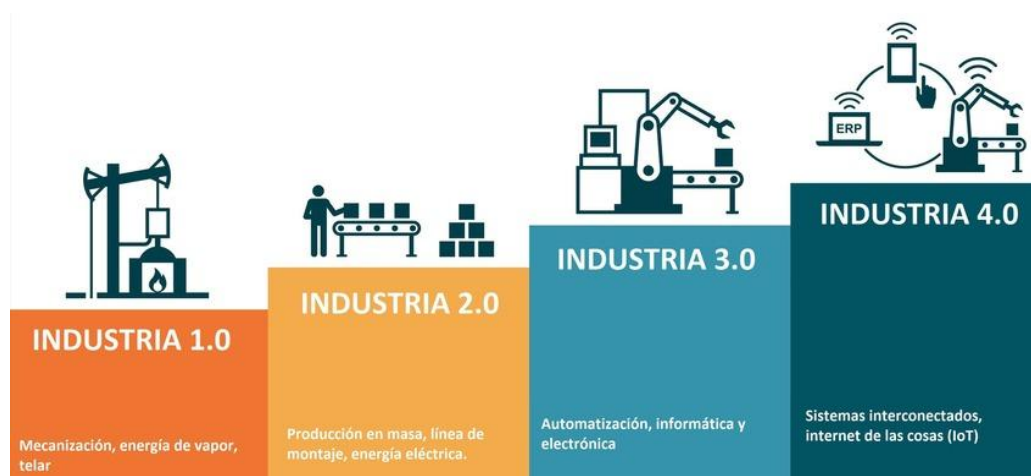 INDUSTRIA 1.0
Mecanización, energía de vapor,
telar
INDUSTRIA 2.0
Producción en masa, línea de
montaje, energía eléctrica.
INDUSTRIA 3.0
Automatización, informática y
electrónica
ERP
INDUSTRIA 4.0
Sistemas interconectados,
internet de las cosas (IoT)